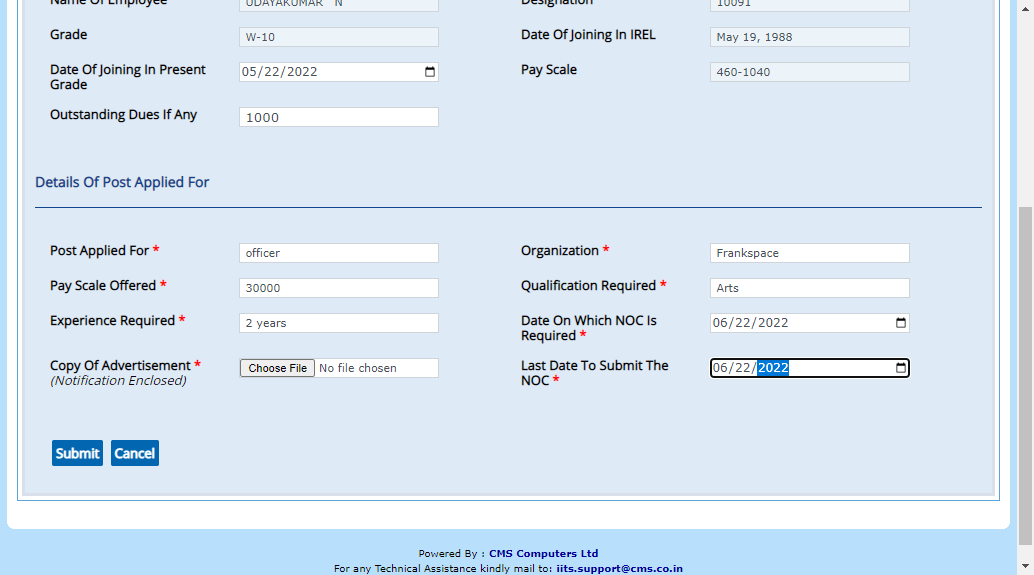 Name Of Employee UDAYAKUMAR N Designation 10091
Grade W-10 Date Of Joining In IREL May 19, 1988
Date Of Joining In Present 05/22/2022 Pay Scale 460-1040
Grade
Outstanding Dues If Any 1000
Details Of Post Applied For
Post Applied For * officer Organization * Frankspace
Pay Scale Offered * 30000 Qualification Required * Arts
Experience Required * 2 years Date On Which NOC Is 06/22/2022
Required *
Copy Of Advertisement * Choose File No file chosen Last Date To Submit The 06/22/2022
(Notification Enclosed) NOC *
Submit Cancel
Powered By : CMS Computers Ltd
For any Technical Assistance kindly mail to: iits.support@cms.co.in